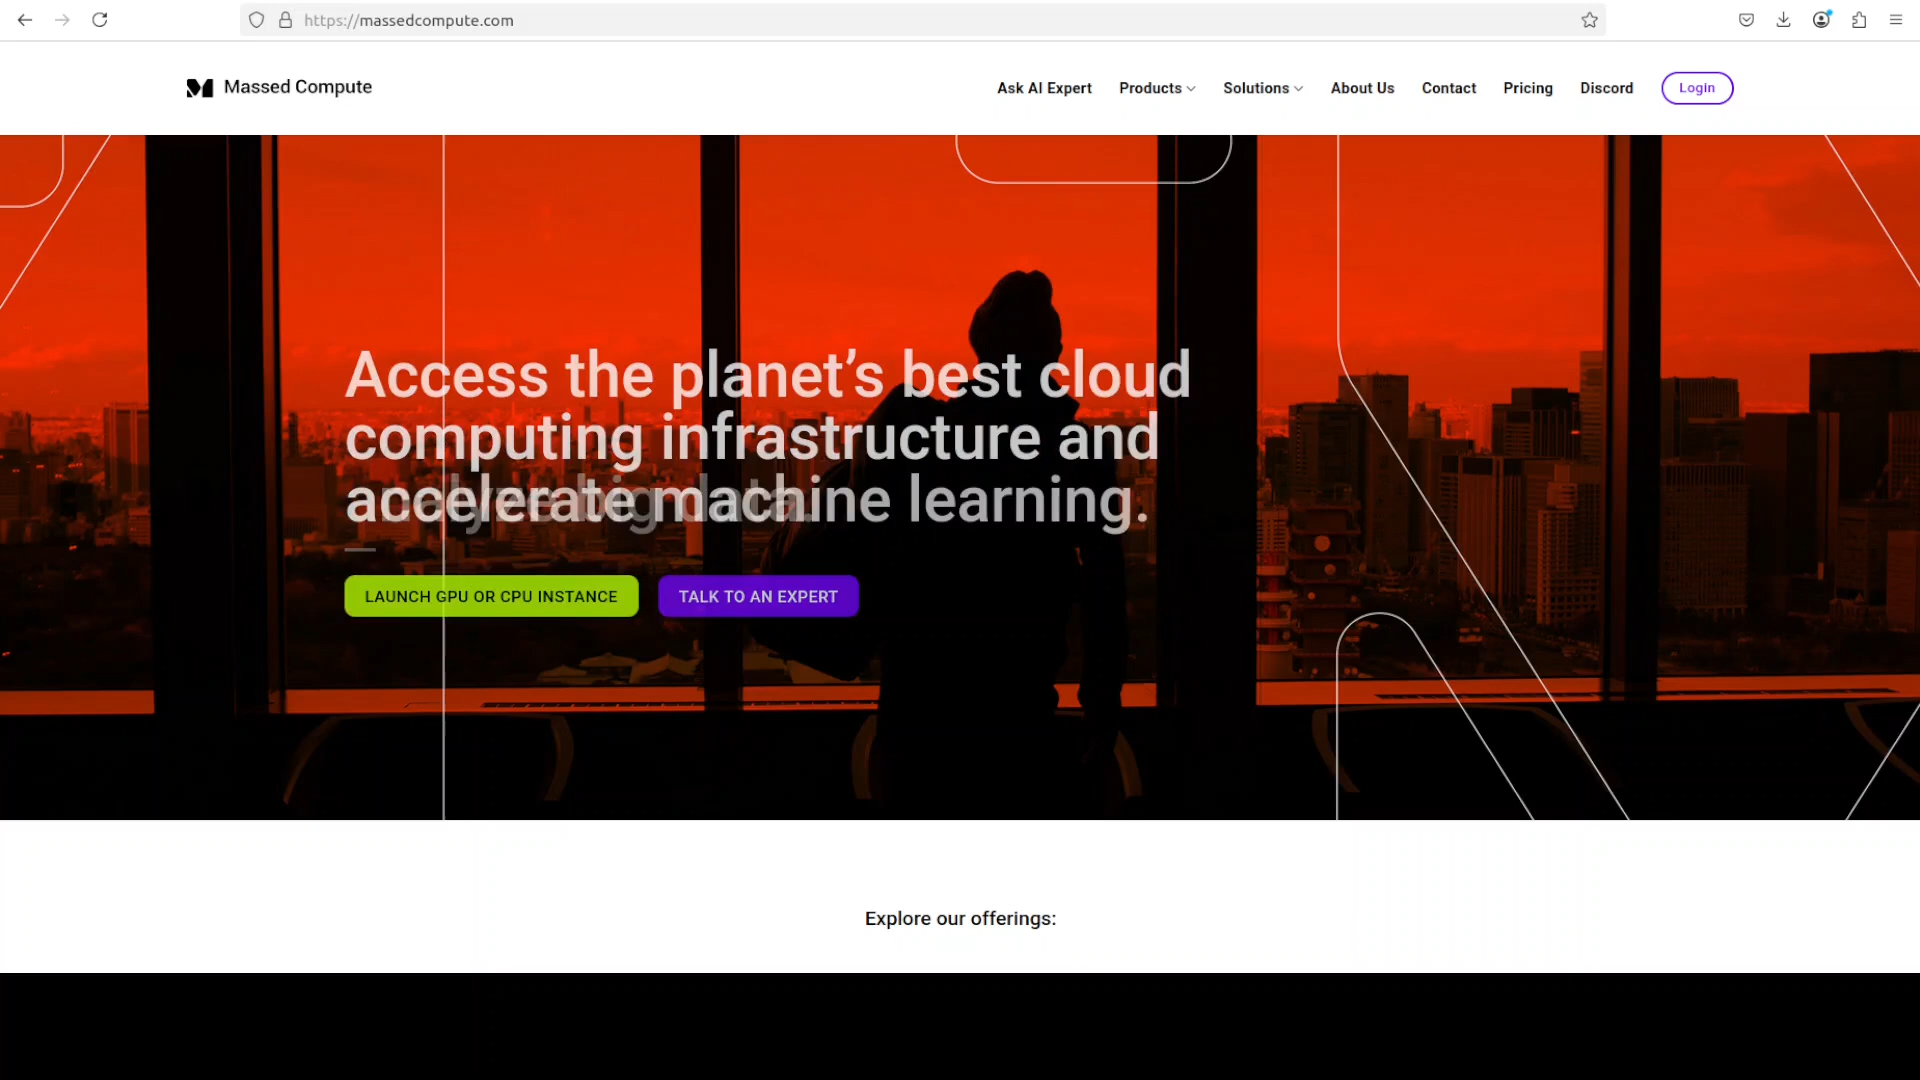 https://massedcompute.com
Massed Compute
Ask AI Expert
Products
Solutions
About Us
Contact
Pricing
Discord
Login
Access the planet’s best cloud
computing infrastructure and
accelerate machine learning.
LAUNCH GPU OR CPU INSTANCE
TALK TO AN EXPERT
Explore our offerings: